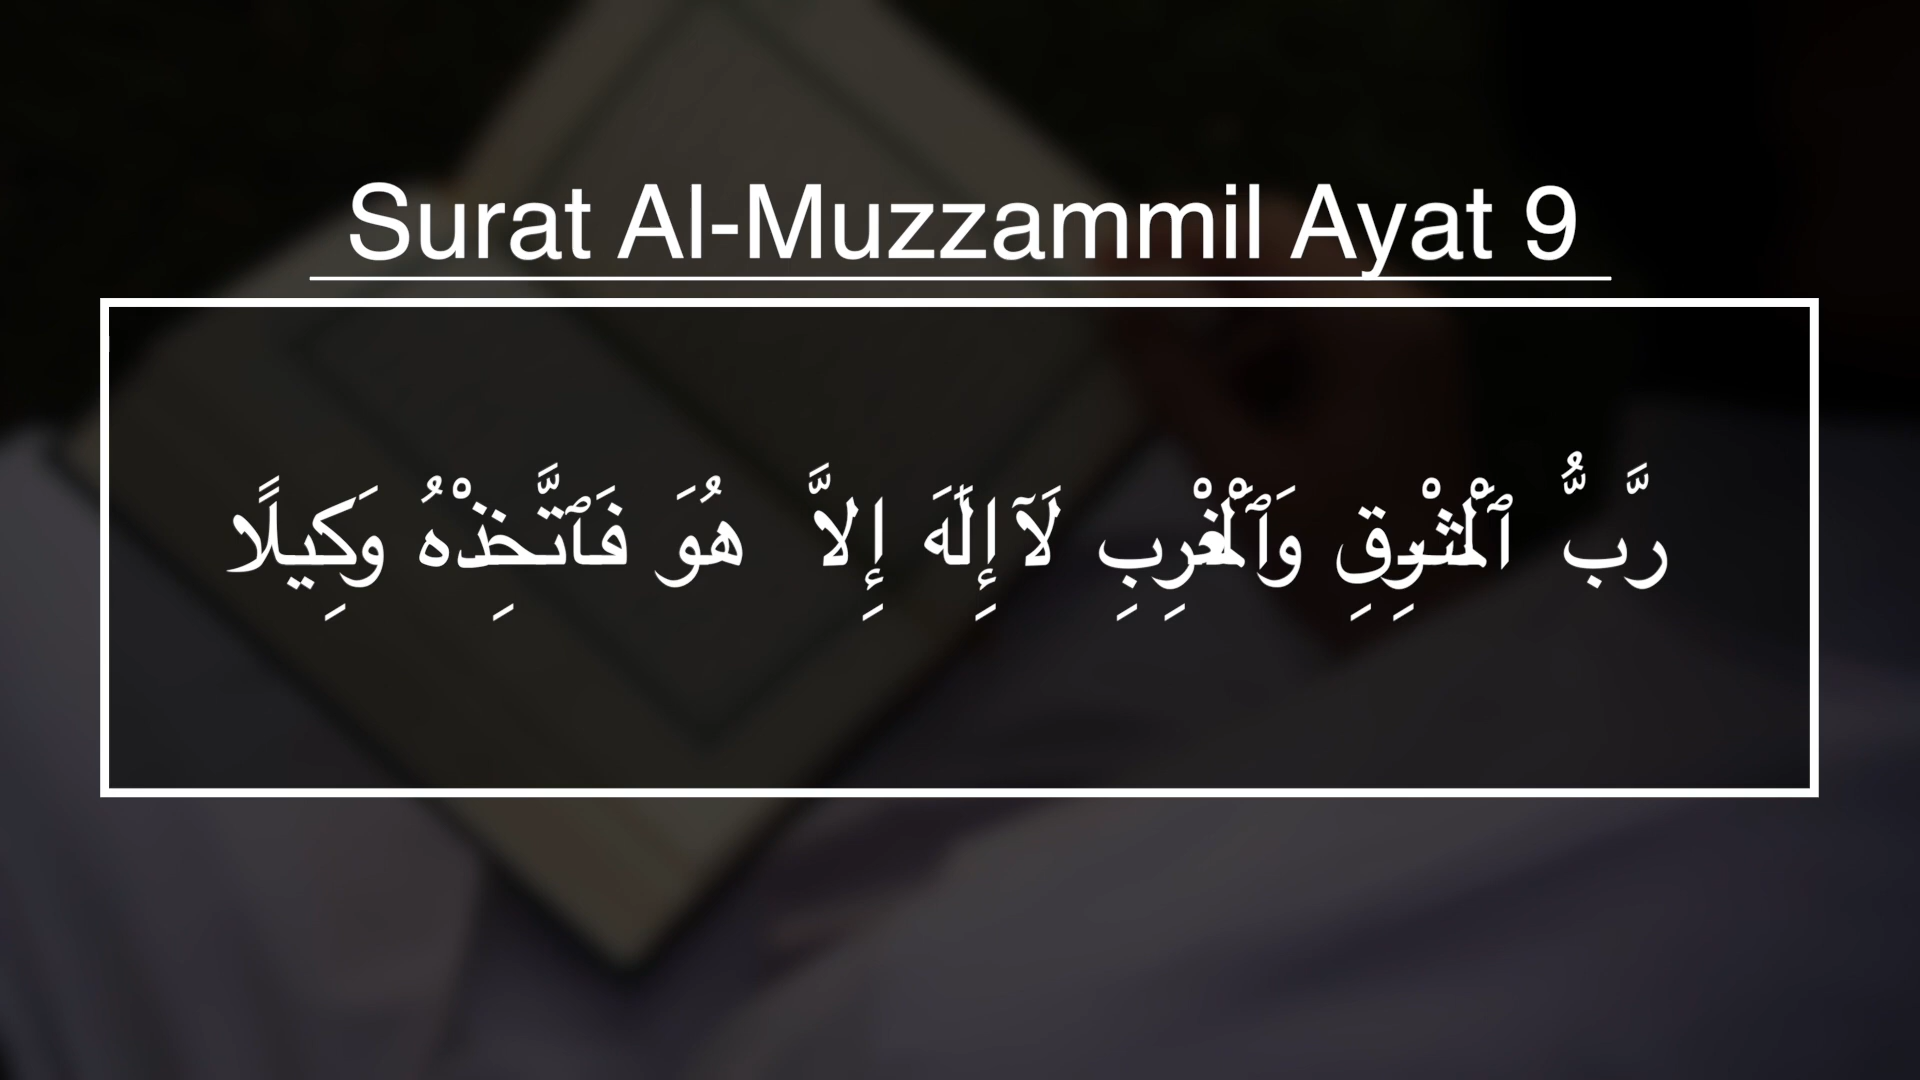 Surat Al-Muzzammil Ayat 9
رَّبُّ ٱلْمَشْرِقِ وَٱلْمَغْرِبِ لَآ إِلَٰهَ إِلَّا هُوَ فَٱتَّخِذْهُ وَكِيلًا